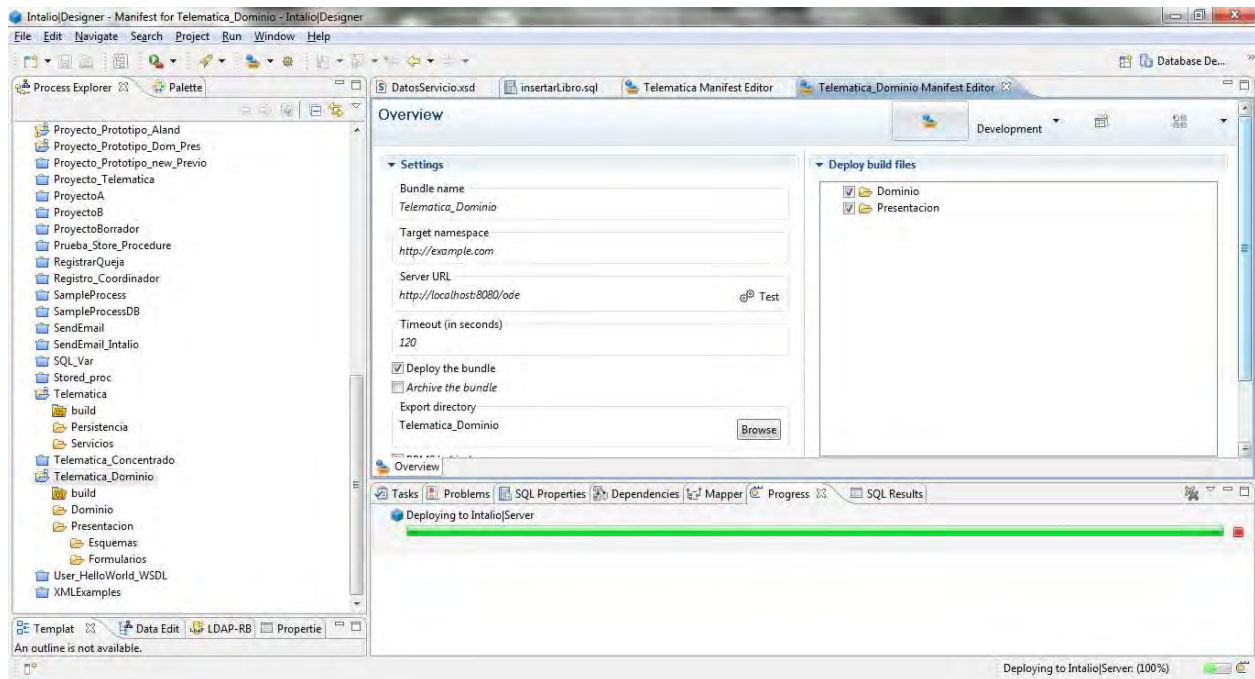 Intalio|Designer - Manifest for Telematica_Dominio - Intalio|Designer
File Edit Navigate Search Project Run Window Help
Database De...
Process Explorer Palette
Proyecto_Prototipo_Aland
Proyecto_Prototipo_Dom_Pres
Proyecto_Prototipo_new_Previo
Proyecto_Telematica
ProyectoA
ProyectoB
ProyectoBorrador
Prueba_Store_Procedure
RegistrarQueja
Registro_Coordinador
SampleProcess
SampleProcessDB
SendEmail
SendEmail_Intalio
SQL_Var
Stored_proc
Telematica
build
Persistencia
Servicios
Telematica_Concentrado
Telematica_Dominio
build
Dominio
Presentacion
Esquemas
Formularios
User_HelloWorld_WSDL
XMLExamples
Templat Data Edit LDAP-RB Propertie
An outline is not available.
DatosServicio.xsd insertarLibro.sql Telematica Manifest Editor Telematica_Dominio Manifest Editor
Overview
Development
Settings
Bundle name
Telematica_Dominio
Target namespace
http://example.com
Server URL
http://localhost:8080/ode
Test
Timeout (in seconds)
120
Deploy the bundle
Archive the bundle
Export directory
Telematica_Dominio
Browse
Deploy build files
Dominio
Presentacion
Overview
Tasks Problems SQL Properties Dependencies Mapper Progress SQL Results
Deploying to Intalio|Server
Deploying to Intalio|Server: (100%)